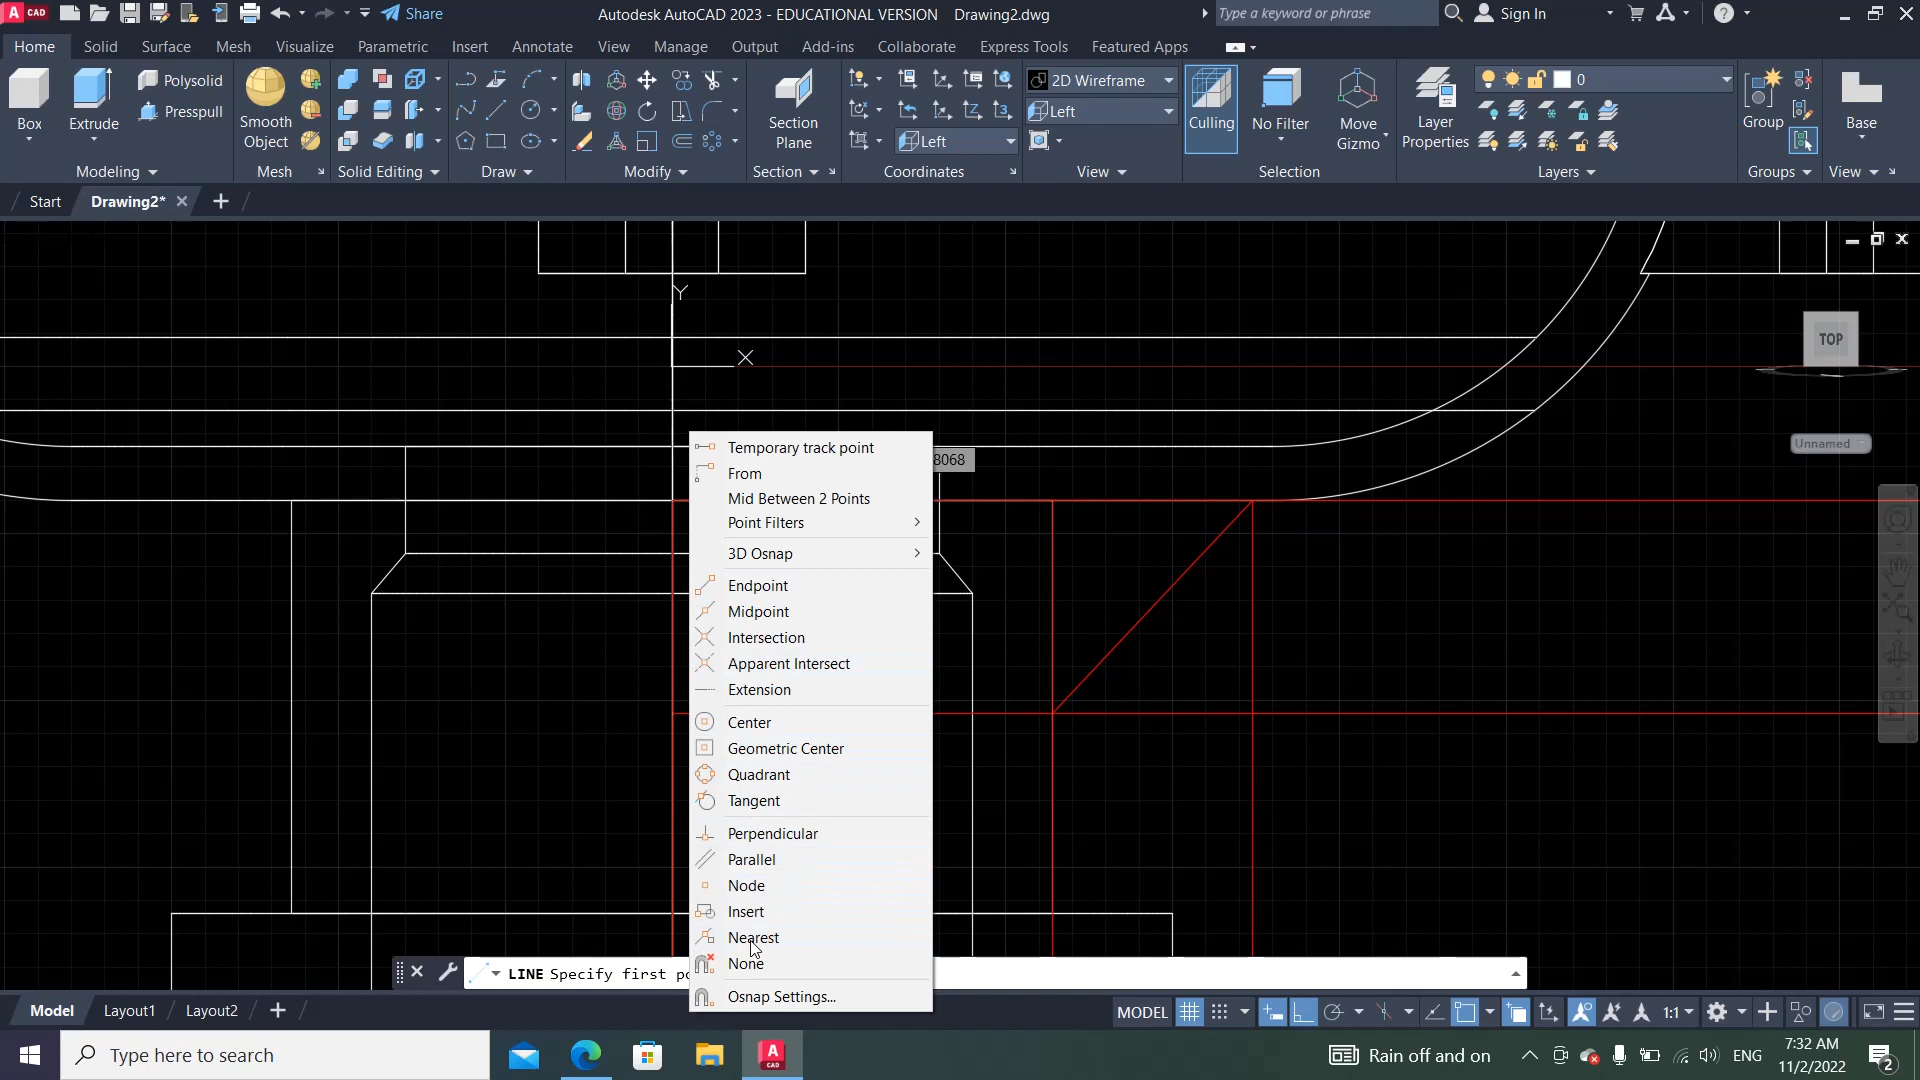 CAD
Share
Autodesk AutoCAD 2023 - EDUCATIONAL VERSION Drawing2.dwg
Type a keyword or phrase
Sign In
Home Solid Surface Mesh Visualize Parametric Insert Annotate View Manage Output Add-ins Collaborate Express Tools Featured Apps
Box
Extrude
Polysolid
Presspull
Smooth Object
Section Plane
Left
2D Wireframe
Left
Culling
No Filter
Move Gizmo
Layer Properties
0
Group
Base
Modeling
Mesh
Solid Editing
Draw
Modify
Section
Coordinates
View
Selection
Layers
Groups
View
Start
Drawing2*
Y
X
TOP
Unnamed
8068
Temporary track point
From
Mid Between 2 Points
Point Filters
3D Osnap
Endpoint
Midpoint
Intersection
Apparent Intersect
Extension
Center
Geometric Center
Quadrant
Tangent
Perpendicular
Parallel
Node
Insert
Nearest
None
Osnap Settings...
LINE Specify first po
Model
Layout1
Layout2
MODEL
1:1
Type here to search
A CAD
Rain off and on
ENG
7:32 AM
11/2/2022
2